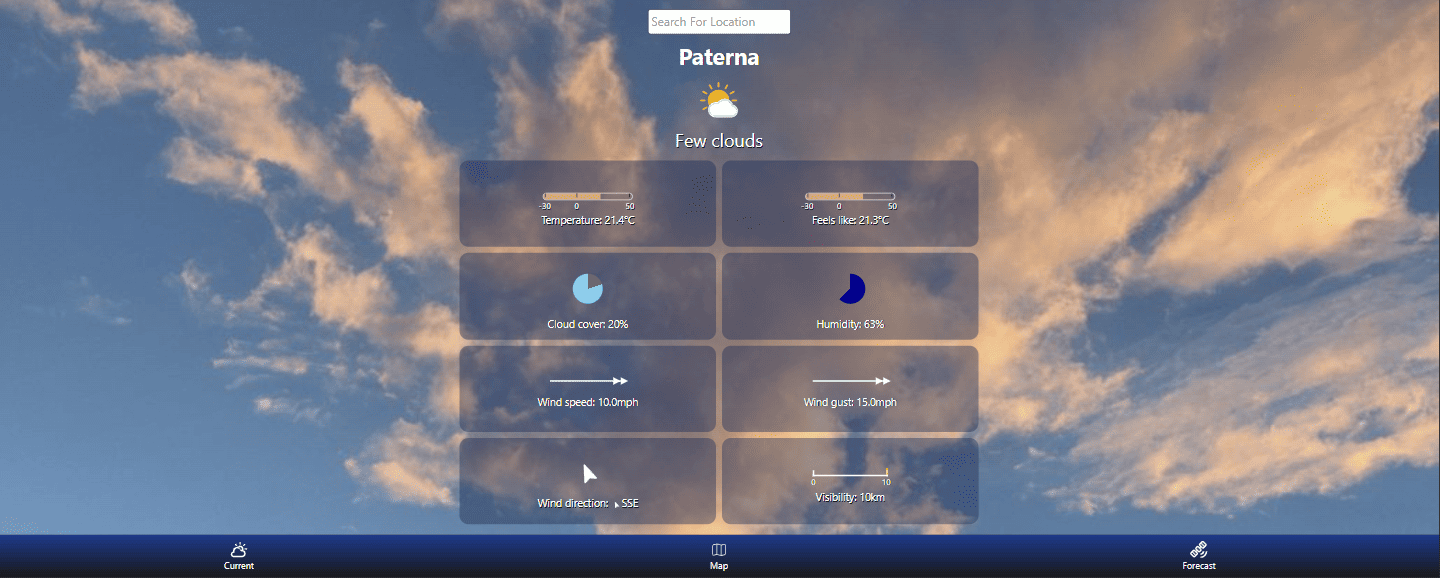 Search For Location
Paterna
Few clouds
-30 0 50
Temperature: 21.4°C
-30 0 50
Feels like: 21.3°C
Cloud cover: 20%
Humidity: 63%
Wind speed: 10.0mph
Wind gust: 15.0mph
Wind direction: SSE
0 10
Visibility: 10km
Current
Map
Forecast